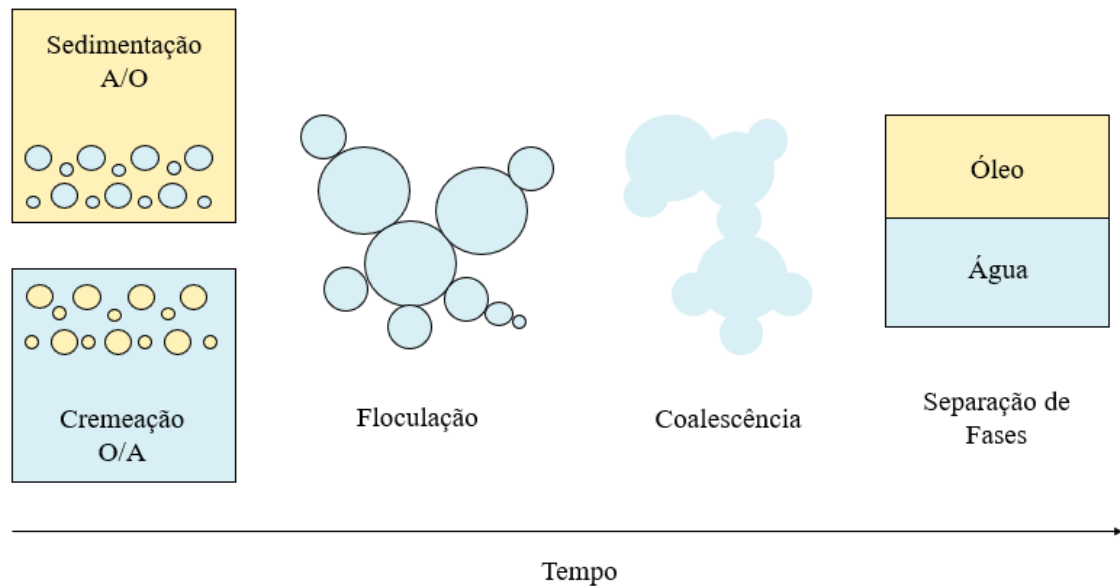 Sedimentação
A/O
Cremeação
O/A
Floculação
Coalescência
Óleo
Água
Separação de
Fases
Tempo